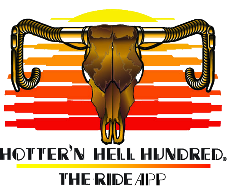 HOTTER'N HELL HUNDRED®
THE RIDE APP